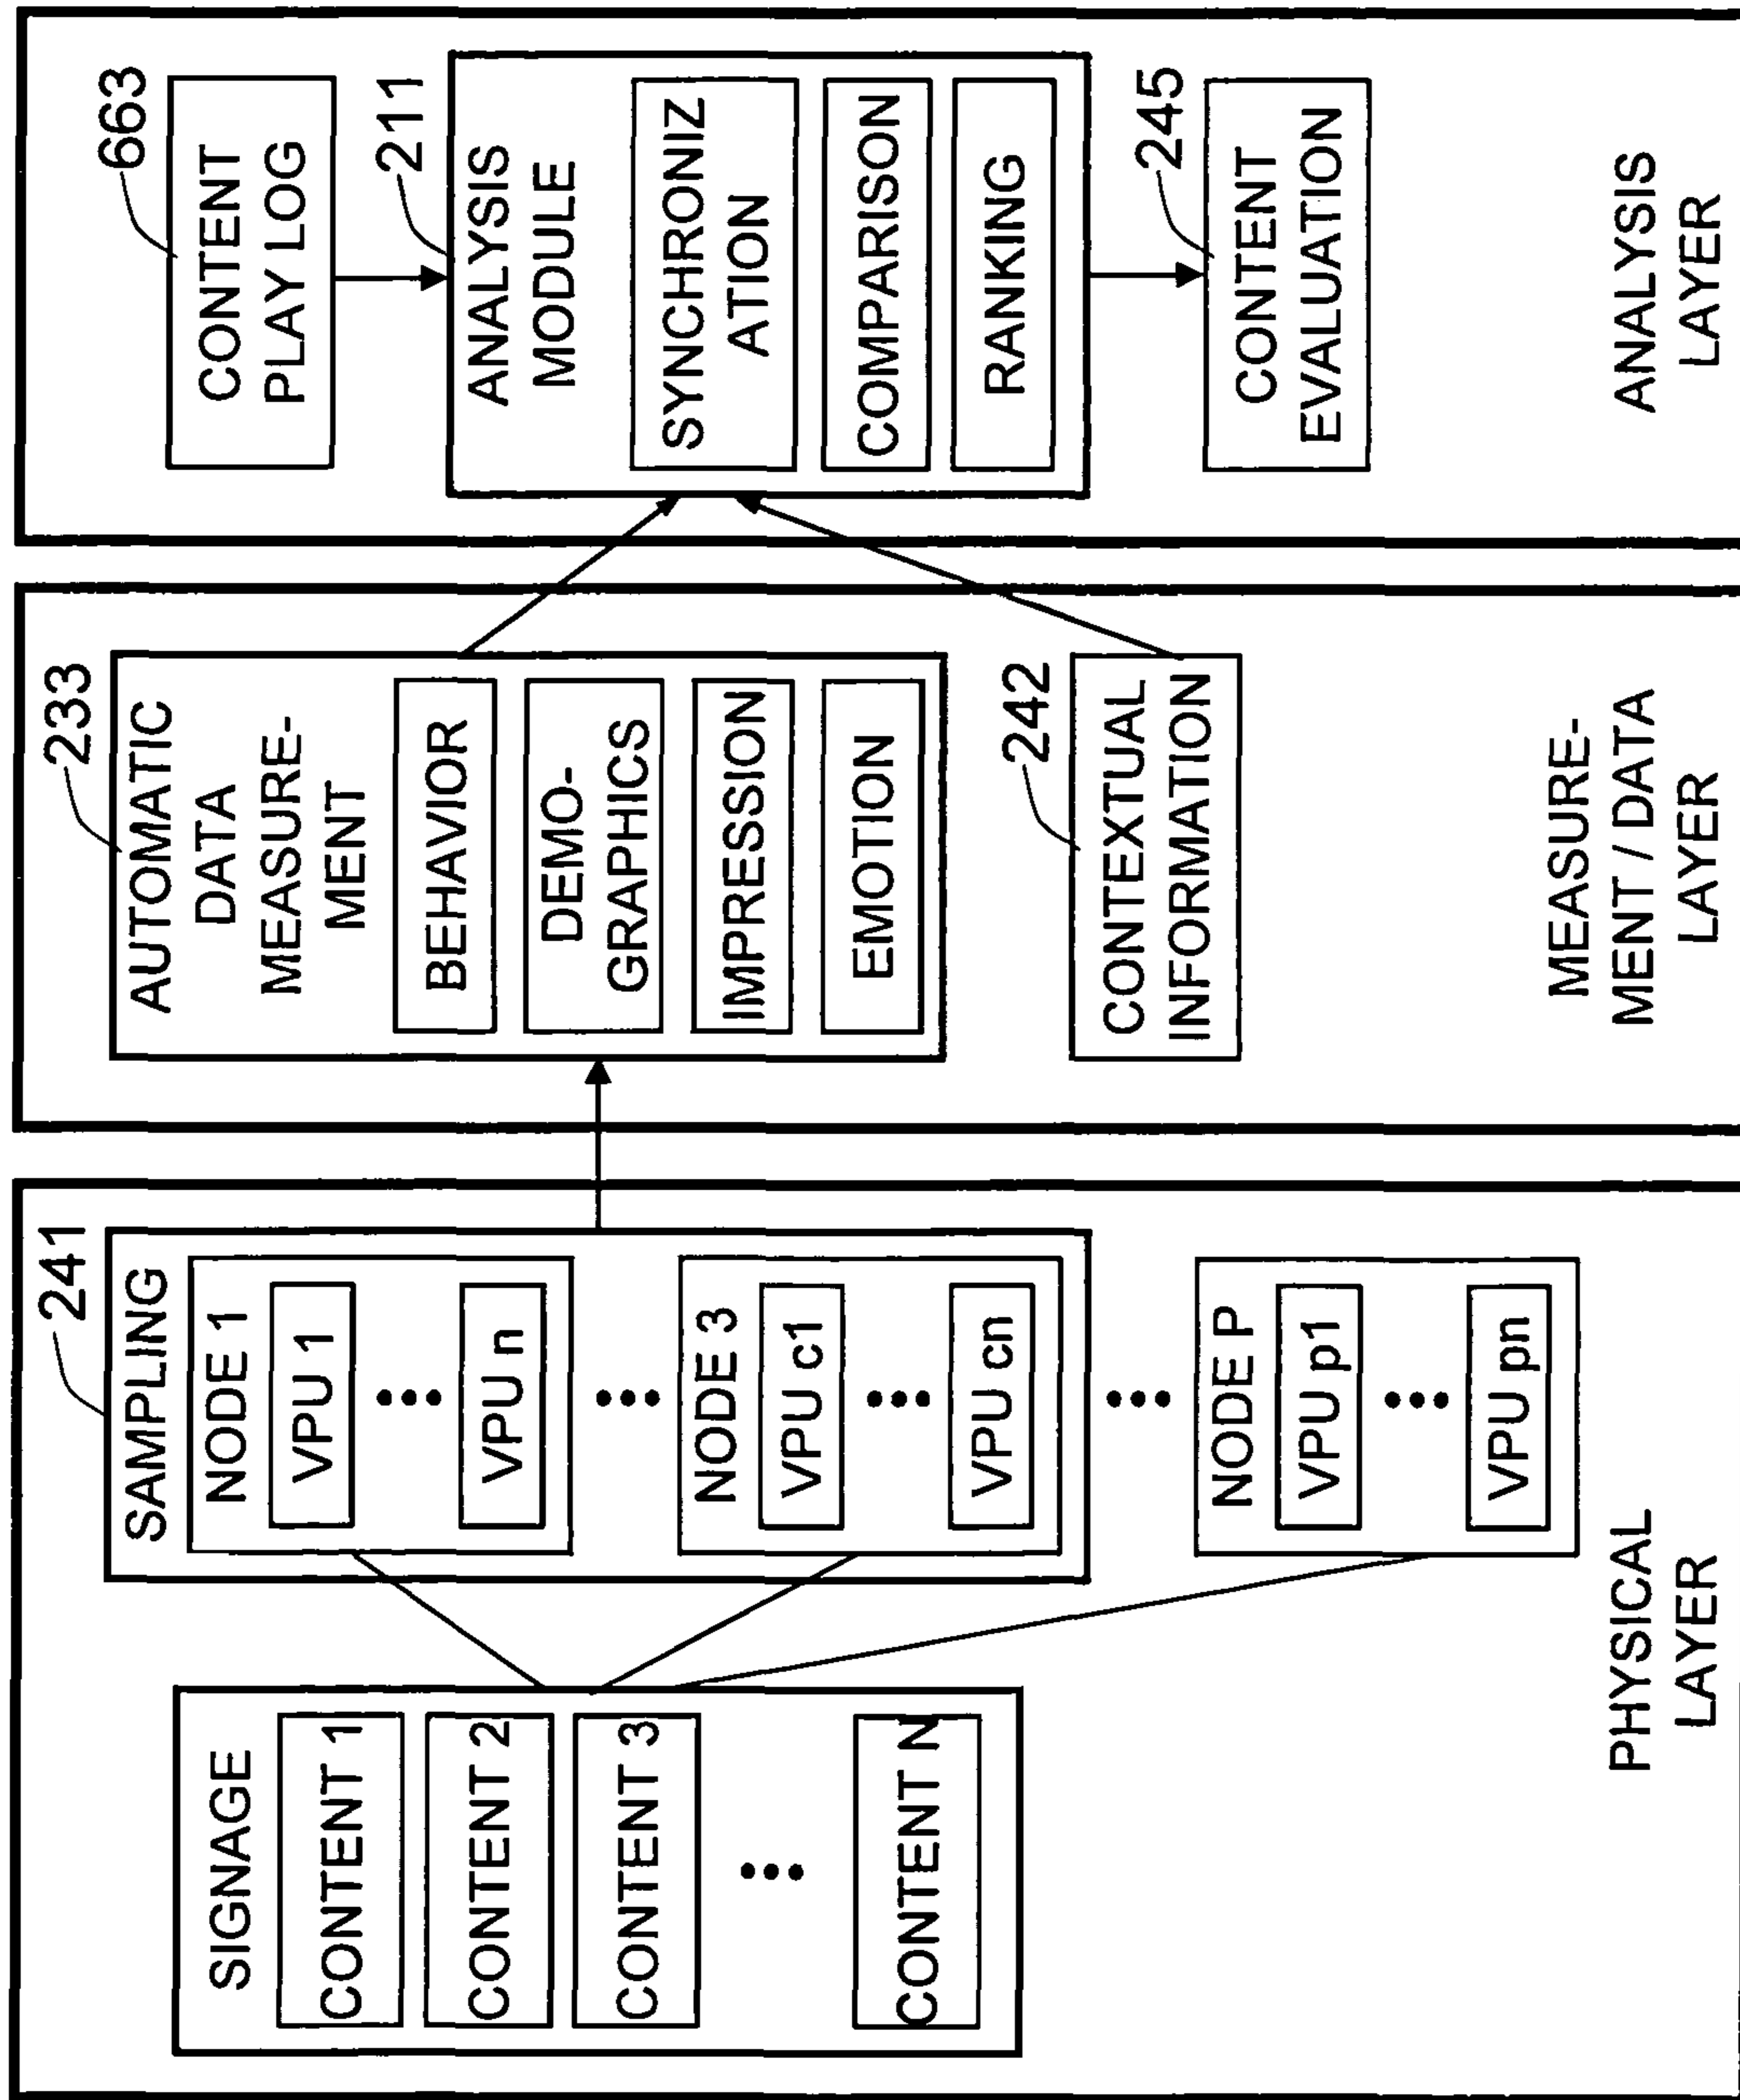 SIGNAGE
CONTENT 1
CONTENT 2
CONTENT 3
CONTENT N
241
SAMPLING
NODE 1
VPU 1
VPU n
NODE 3
VPU c1
VPU cn
NODE P
VPU p1
VPU pn
PHYSICAL
LAYER
233
AUTOMATIC
DATA
MEASURE-
MENT
BEHAVIOR
DEMO-
GRAPHICS
IMPRESSION
EMOTION
242
CONTEXTUAL
INFORMATION
MEASURE-
MENT / DATA
LAYER
663
CONTENT
PLAY LOG
211
ANALYSIS
MODULE
SYNCHRONIZ
ATION
COMPARISON
RANKING
245
CONTENT
EVALUATION
ANALYSIS
LAYER